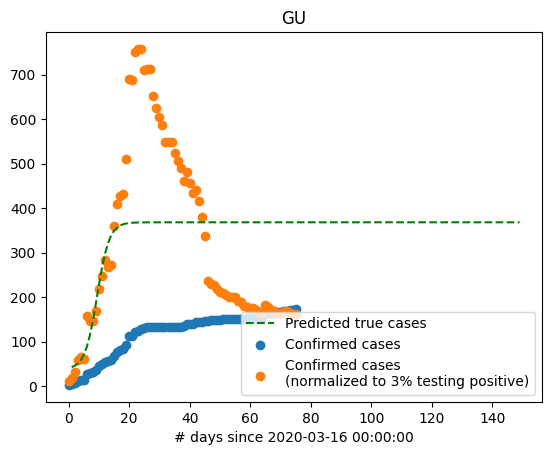 GU
700
600
500
400
300
200
100
0
Predicted true cases
Confirmed cases
Confirmed cases
(normalized to 3% testing positive)
0 20 40 60 80 100 120 140
# days since 2020-03-16 00:00:00